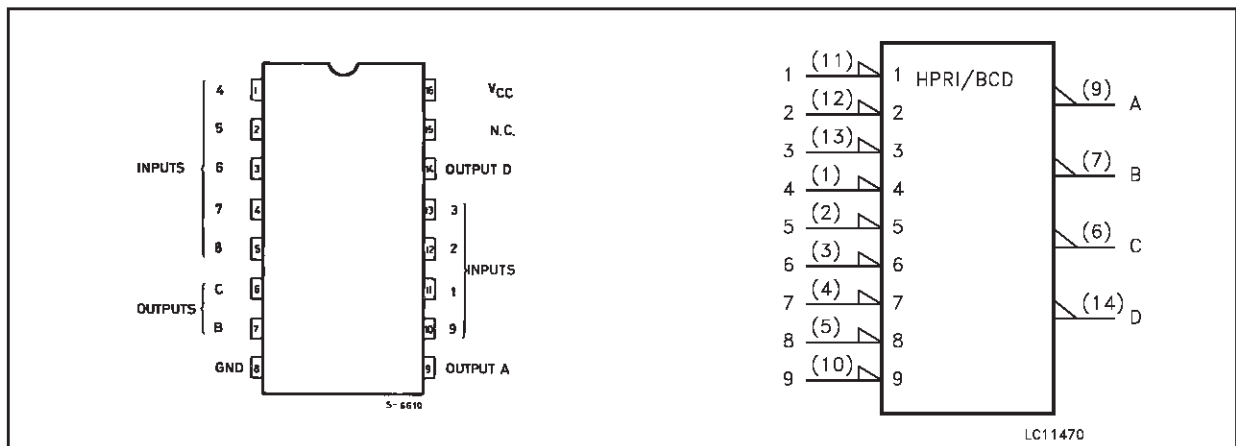 4 1 16 VCC
5 2 15 N.C.
INPUTS 6 3 14 OUTPUT D
7 4 13 3
8 5 12 2
INPUTS
OUTPUTS C 6 11 1
B 7 10 9
GND 8 9 OUTPUT A
S-6610
HPRI/BCD
1 (11) 1
2 (12) 2
3 (13) 3
4 (1) 4
5 (2) 5
6 (3) 6
7 (4) 7
8 (5) 8
9 (10) 9
(9) A
(7) B
(6) C
(14) D
LC11470